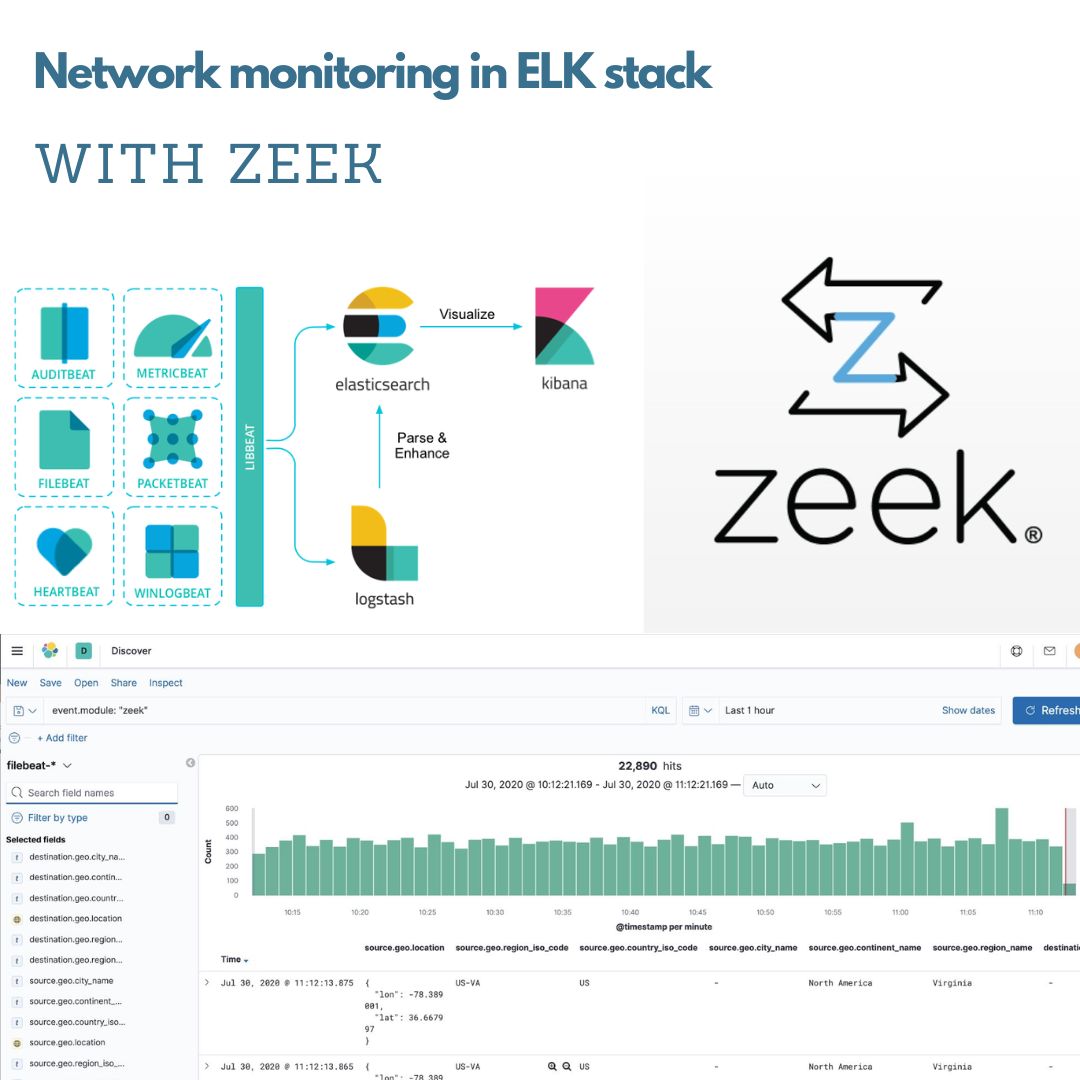 Network monitoring in ELK stack
WITH ZEEK
AUDITBEAT
METRICBEAT
FILEBEAT
PACKETBEAT
HEARTBEAT
WINLOGBEAT
LIBBEAT
elasticsearch
Visualize
kibana
Parse &
Enhance
logstash
zeek®
D
Discover
New Save Open Share Inspect
event.module: "zeek"
KQL
Last 1 hour
Show dates
Refresh
+ Add filter
filebeat-*
Search field names
Filter by type 0
Selected fields
t destination.geo.city_na...
t destination.geo.contin...
t destination.geo.countr...
destination.geo.location
t destination.geo.region...
t destination.geo.region...
t source.geo.city_name
t source.geo.continent_...
t source.geo.country_iso...
source.geo.location
t source.geo.region_iso_...
22,890 hits
Jul 30, 2020 @ 10:12:21.169 - Jul 30, 2020 @ 11:12:21.169 — Auto
Count
600
500
400
300
200
100
0
10:15 10:20 10:25 10:30 10:35 10:40 10:45 10:50 10:55 11:00 11:05 11:10
@timestamp per minute
Time source.geo.location source.geo.region_iso_code source.geo.country_iso_code source.geo.city_name source.geo.continent_name source.geo.region_name destinatio
Jul 30, 2020 @ 11:12:13.875 { US-VA US - North America Virginia -
"lon": -78.389
001,
"lat": 36.6679
97
}
Jul 30, 2020 @ 11:12:13.865 { US-VA US - North America Virginia -
"lon": -78.389